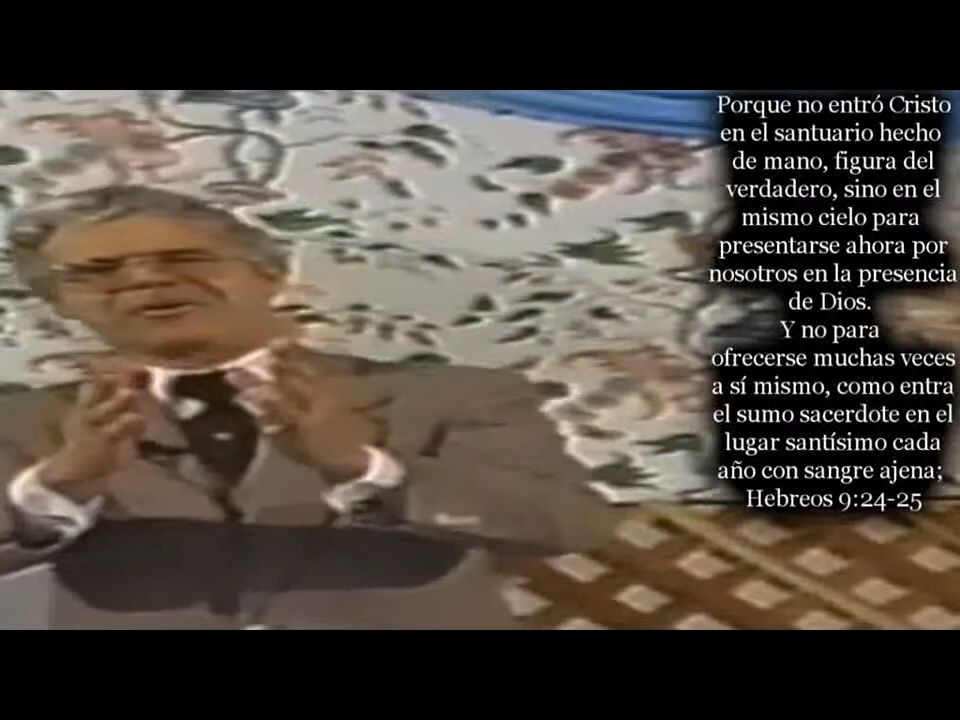 Porque no entró Cristo
en el santuario hecho
de mano, figura del
verdadero, sino en el
mismo cielo para
presentarse ahora por
nosotros en la presencia
de Dios.
Y no para
ofrecerse muchas veces
a sí mismo, como entra
el sumo sacerdote en el
lugar santísimo cada
año con sangre ajena;
Hebreos 9:24-25